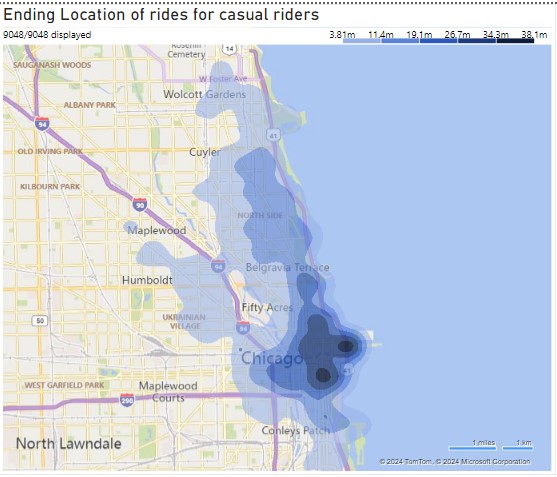 Ending Location of rides for casual riders
9048/9048 displayed
3.81m 11.4m 19.1m 26.7m 34.3m 38.1m
Rosehill
Cemetery
14
SAUGANASH WOODS
W Foster Ave
Wolcott Gardens
ALBANY PARK
94
41
OLD IRVING PARK
Cuyler
KILBOURN PARK
90
NORTH SIDE
Maplewood
94
Belgravia Terrace
Humboldt
Fifty Acres
50
UKRAINIAN
VILLAGE
94
Chicago
41
WEST GARFIELD PARK
Maplewood
Courts
290
Conleys Patch
North Lawndale
1 miles 1 km
© 2024 TomTom, © 2024 Microsoft Corporation